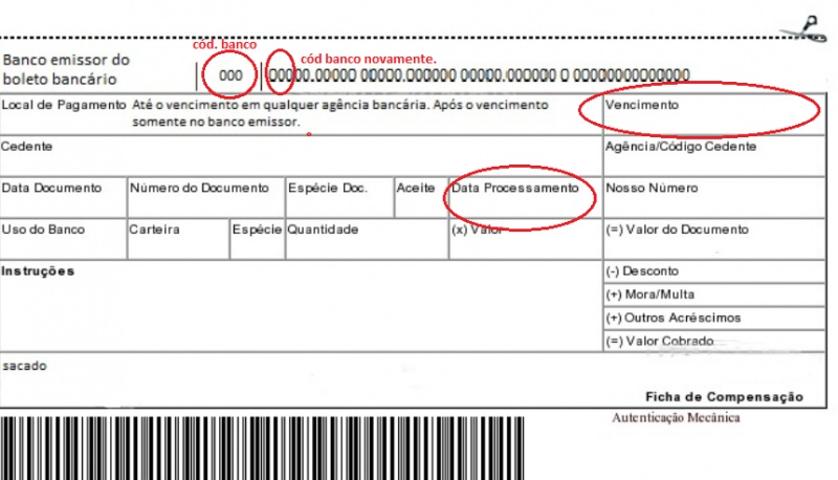 cód. banco
cód banco novamente.
Banco emissor do
boleto bancário
000
00000.00000 00000.000000 00000.000000 0 00000000000000
Local de Pagamento Até o vencimento em qualquer agência bancária. Após o vencimento
somente no banco emissor.
Vencimento
Cedente
Agência/Código Cedente
Data Documento
Número do Documento
Espécie Doc.
Aceite
Data Processamento
Nosso Número
Uso do Banco
Carteira
Espécie
Quantidade
(x) Valor
(=) Valor do Documento
Instruções
(-) Desconto
(+) Mora/Multa
(+) Outros Acréscimos
(=) Valor Cobrado
sacado
Ficha de Compensação
Autenticação Mecânica